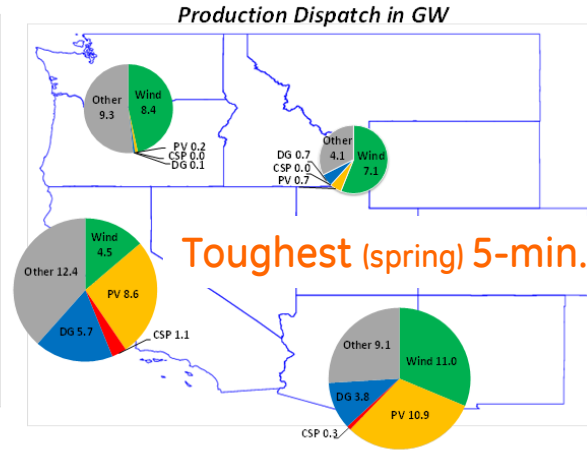 Production Dispatch in GW
Other
9.3
Wind
8.4
PV 0.2
CSP 0.0
DG 0.1
Other
4.1
Wind
7.1
DG 0.7
CSP 0.0
PV 0.7
Toughest (spring) 5-min.
Wind
4.5
Other 12.4
PV 8.6
DG 5.7
CSP 1.1
Other 9.1
Wind 11.0
DG 3.8
PV 10.9
CSP 0.3